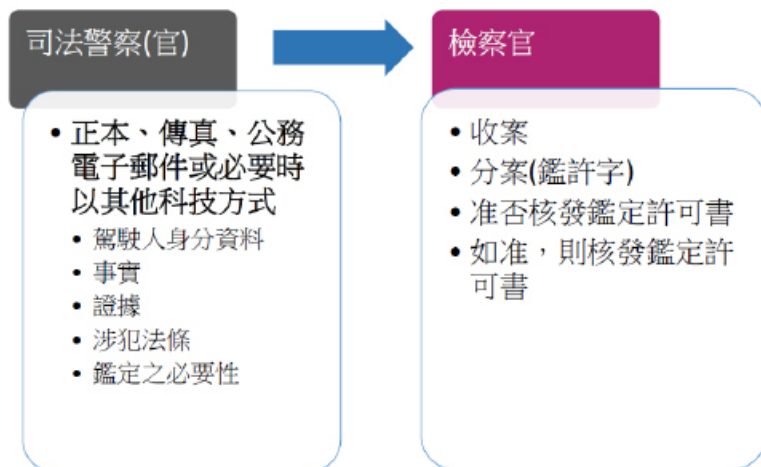 司法警察(官)
• 正本、傳真、公務
電子郵件或必要時
以其他科技方式
• 駕駛人身分資料
• 事實
• 證據
• 涉犯法條
• 鑑定之必要性
檢察官
• 收案
• 分案(鑑許字)
• 准否核發鑑定許可書
• 如准，則核發鑑定許
可書